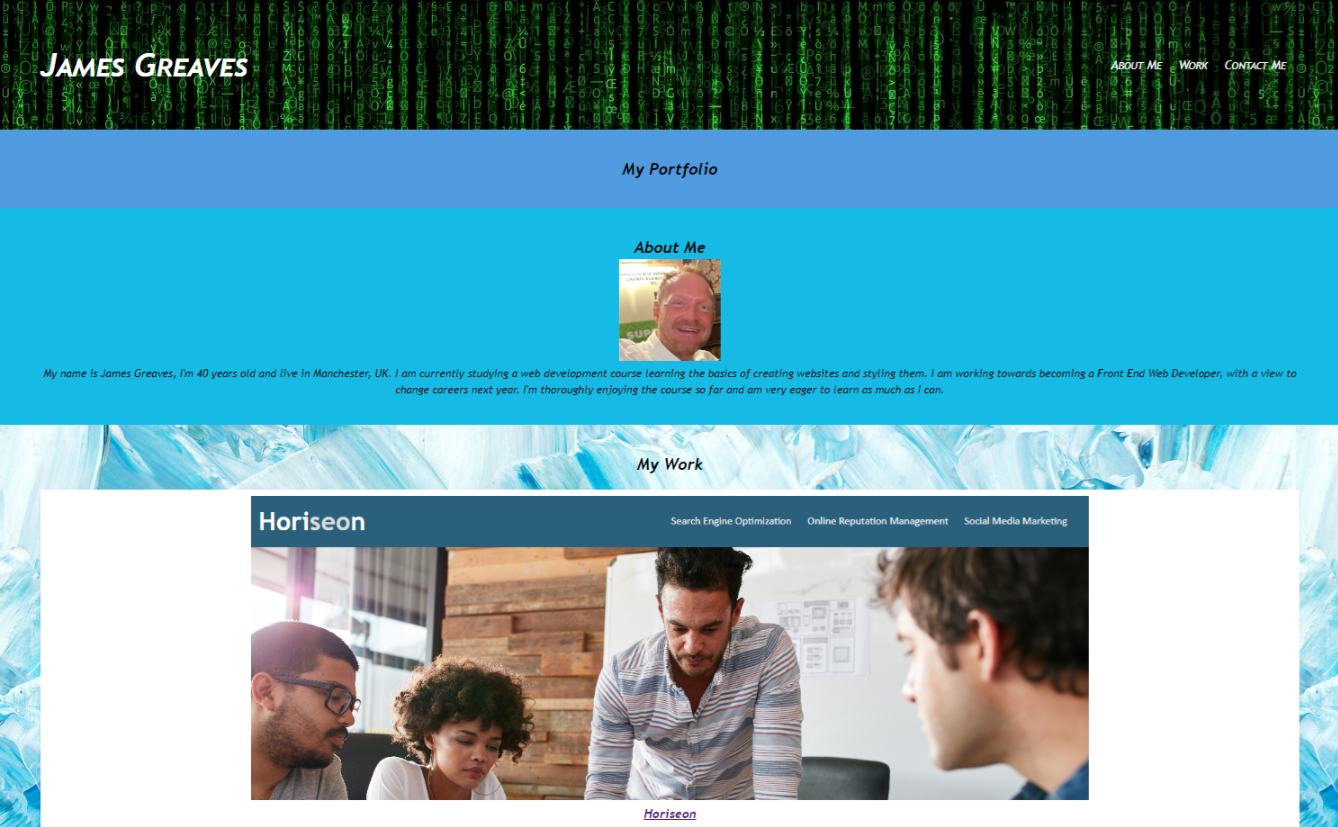 James Greaves
About Me Work Contact Me
My Portfolio
About Me
My name is James Greaves, I'm 40 years old and live in Manchester, UK. I am currently studying a web development course learning the basics of creating websites and styling them. I am working towards becoming a Front End Web Developer, with a view to
change careers next year. I'm thoroughly enjoying the course so far and am very eager to learn as much as I can.
My Work
Horiseon
Search Engine Optimization Online Reputation Management Social Media Marketing
Horiseon